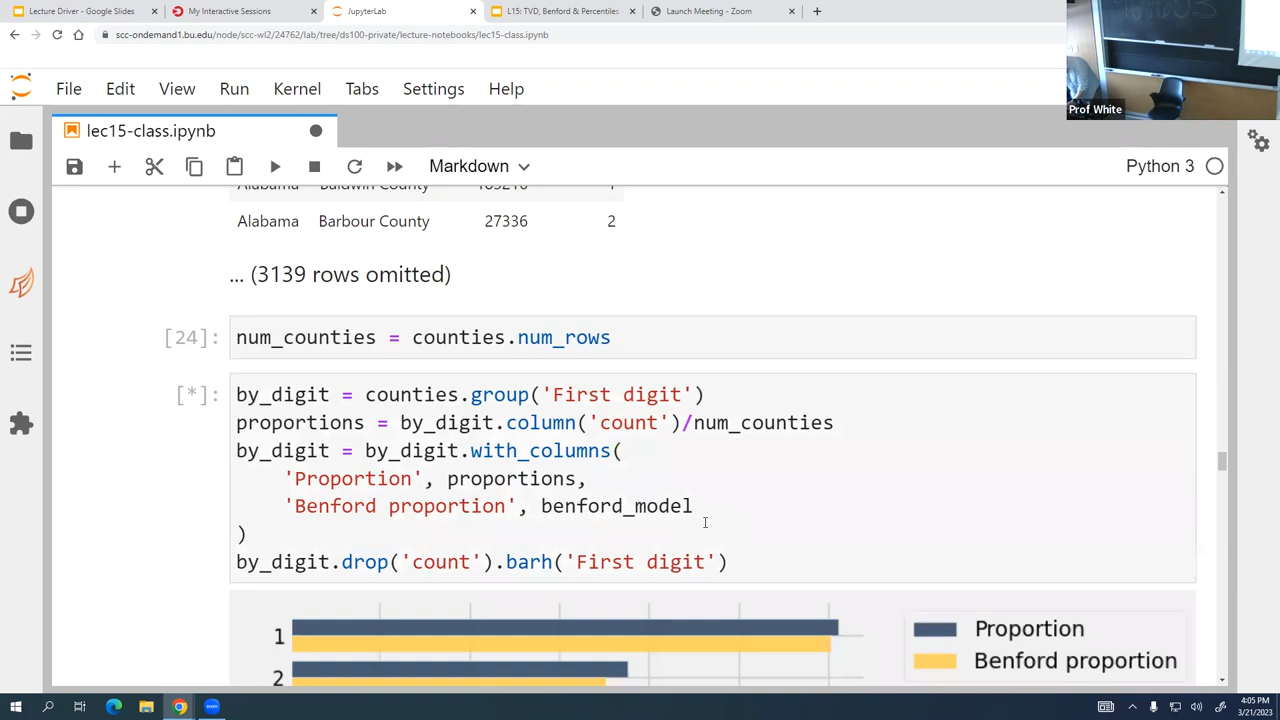 Lecture Driver - Google Slides
My Interactive Sessions
JupyterLab
L15: TVD, Benford & Percentiles
Launch Meeting - Zoom
scc-ondemand1.bu.edu/node/scc-wl2/24762/lab/tree/ds100-private/lecture-notebooks/lec15-class.ipynb
Prof White
File Edit View Run Kernel Tabs Settings Help
lec15-class.ipynb
Markdown
Python 3
Alabama Baldwin County
Alabama Barbour County 27336 2
... (3139 rows omitted)
[24]: num_counties = counties.num_rows
[*]: by_digit = counties.group('First digit')
proportions = by_digit.column('count')/num_counties
by_digit = by_digit.with_columns(
'Proportion', proportions,
'Benford proportion', benford_model
)
by_digit.drop('count').barh('First digit')
1
Proportion
2
Benford proportion
4:05 PM
3/21/2023